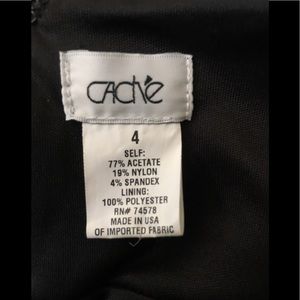 CACHÉ
4
SELF:
77% ACETATE
19% NYLON
4% SPANDEX
LINING:
100% POLYESTER
RN# 74578
MADE IN USA
OF IMPORTED FABRIC